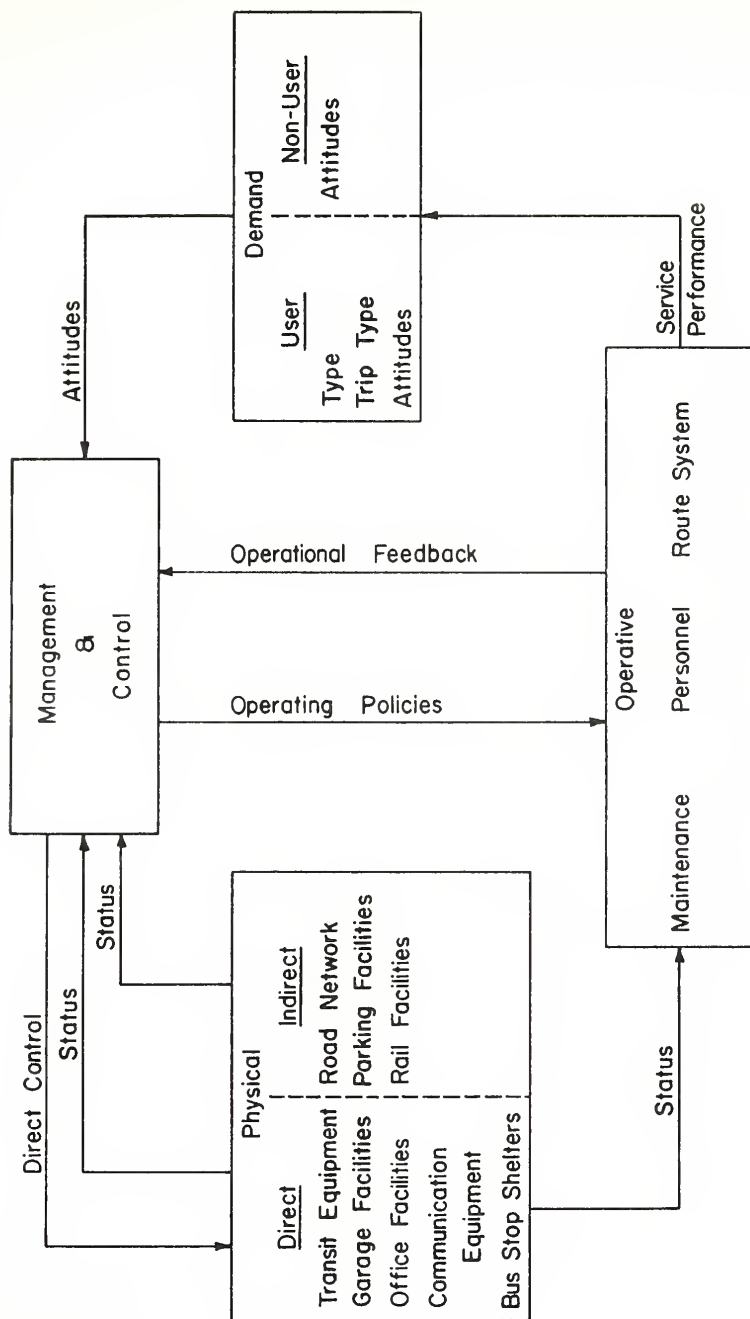 Management
&
Control
Direct Control
Status
Status
Attitudes
Physical
Direct
Transit Equipment
Garage Facilities
Office Facilities
Communication
Equipment
Bus Stop Shelters
Indirect
Road Network
Parking Facilities
Rail Facilities
Operating Policies
Operational Feedback
Demand
User
Type
Trip Type
Attitudes
Non-User
Attitudes
Status
Operative
Maintenance Personnel Route System
Service
Performance